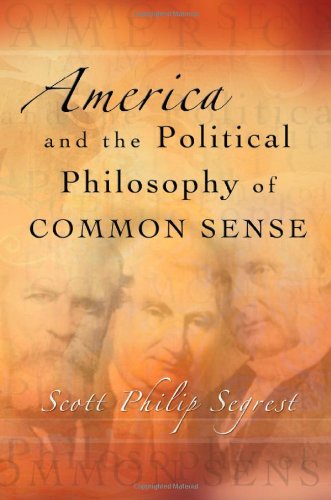 America
and the Political
Philosophy of
COMMON SENSE
Scott Philip Segrest